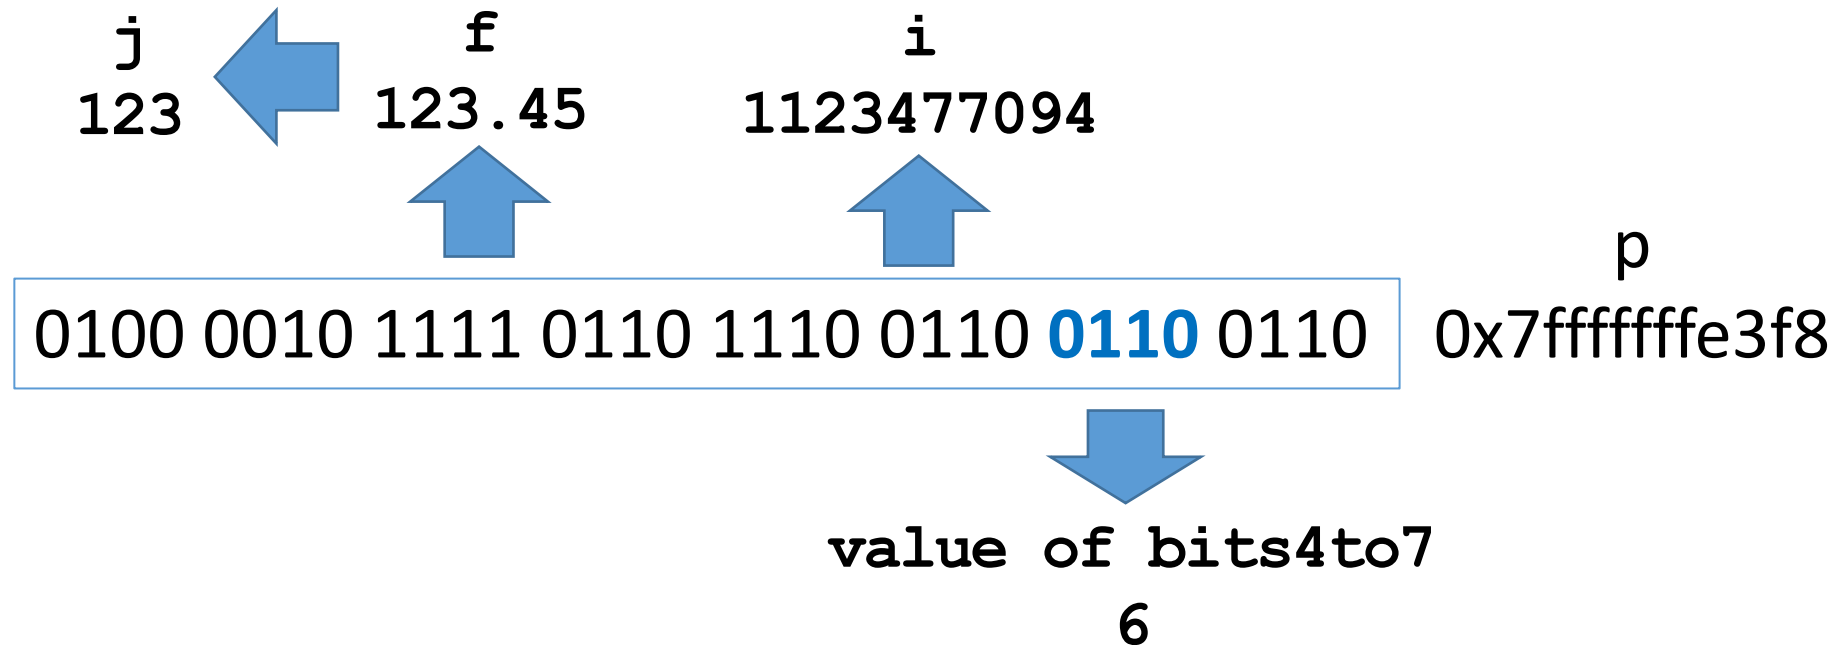 j f i
123 123.45 1123477094
p
0100 0010 1111 0110 1110 0110 0110 0110 0x7fffffffe3f8
value of bits4to7
6